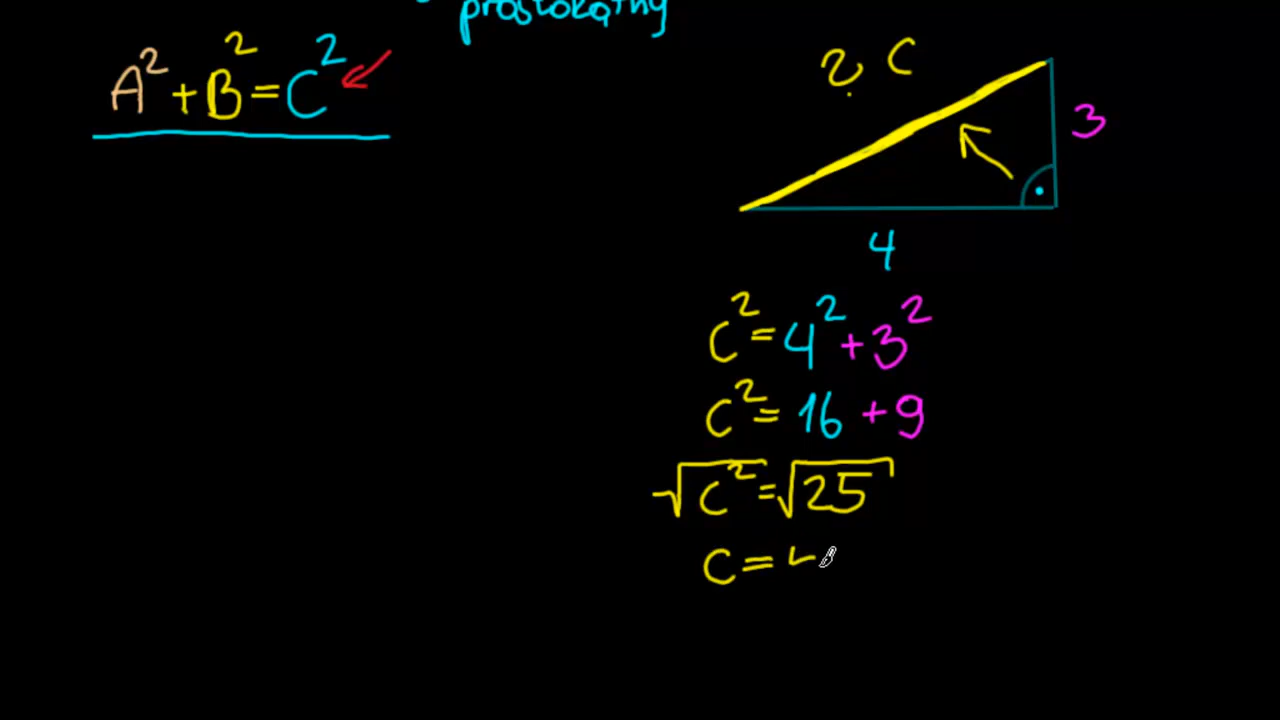 prostokątny
A² + B² = C²
? C
3
4
C² = 4² + 3²
C² = 16 + 9
√C² = √25
C =